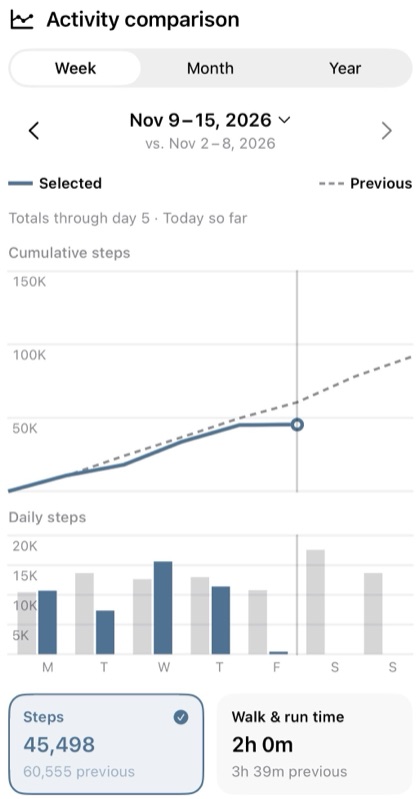 Activity comparison
Week Month Year
Nov 9–15, 2026
vs. Nov 2–8, 2026
Selected Previous
Totals through day 5 · Today so far
Cumulative steps
150K
100K
50K
Daily steps
20K
15K
10K
5K
M T W T F S S
Steps Walk & run time
45,498 2h 0m
60,555 previous 3h 39m previous